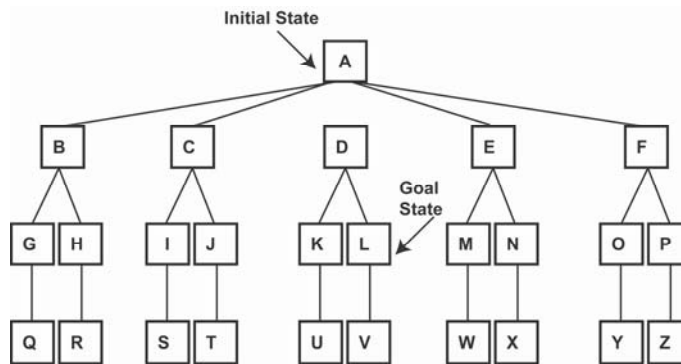 Initial State
A
B C D E F
Goal
State
G H I J K L M N O P
Q R S T U V W X Y Z